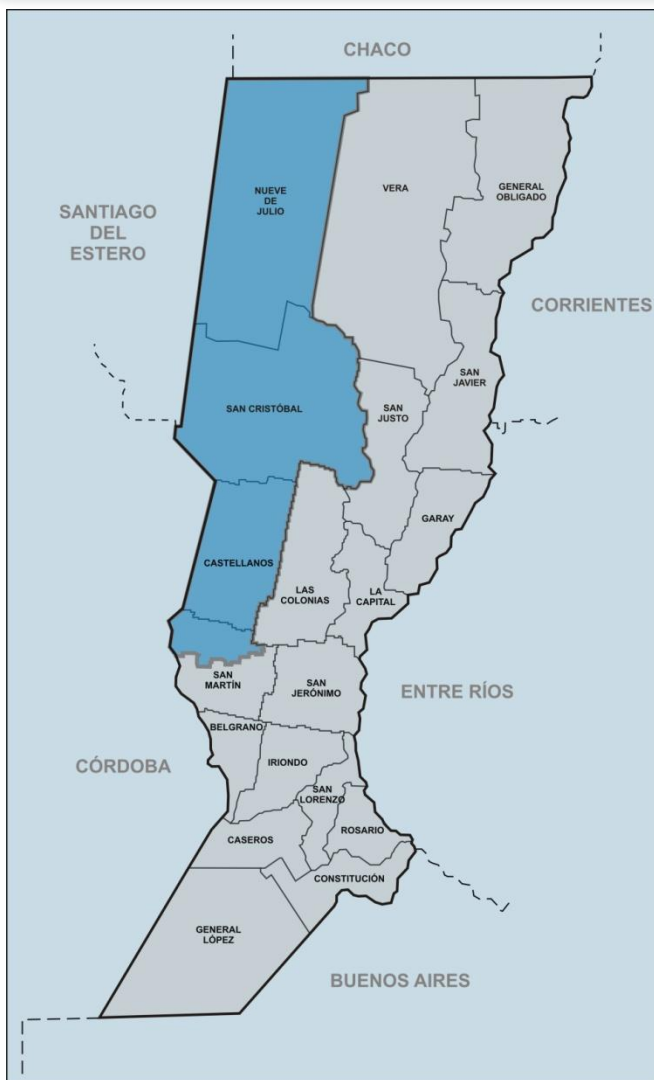 CHACO
NUEVE
DE
JULIO
VERA
GENERAL
OBLIGADO
SANTIAGO
DEL
ESTERO
CORRIENTES
SAN
JAVIER
SAN CRISTÓBAL
SAN
JUSTO
GARAY
CASTELLANOS
LAS
COLONIAS
LA
CAPITAL
SAN
MARTÍN
SAN
JERÓNIMO
ENTRE RÍOS
BELGRANO
CÓRDOBA
IRIONDO
SAN
LORENZO
CASEROS
ROSARIO
CONSTITUCIÓN
GENERAL
LÓPEZ
BUENOS AIRES